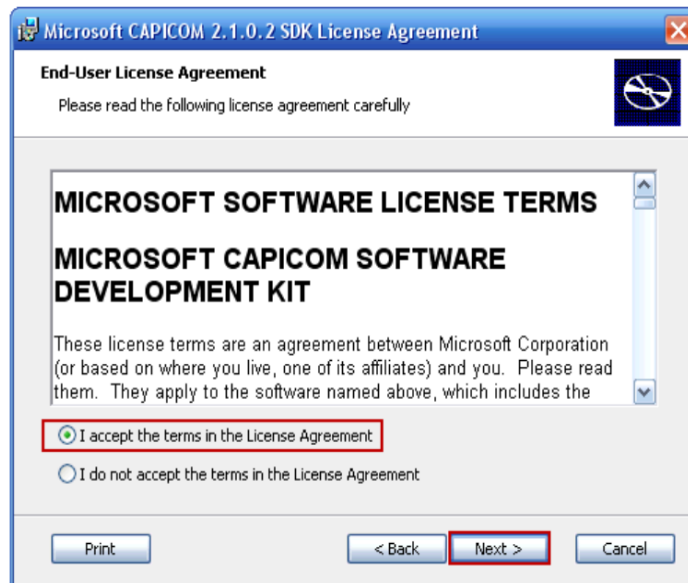 Microsoft CAPICOM 2.1.0.2 SDK License Agreement
End-User License Agreement
Please read the following license agreement carefully
MICROSOFT SOFTWARE LICENSE TERMS
MICROSOFT CAPICOM SOFTWARE
DEVELOPMENT KIT
These license terms are an agreement between Microsoft Corporation
(or based on where you live, one of its affiliates) and you.  Please read
them.  They apply to the software named above, which includes the
I accept the terms in the License Agreement
I do not accept the terms in the License Agreement
Print < Back Next > Cancel